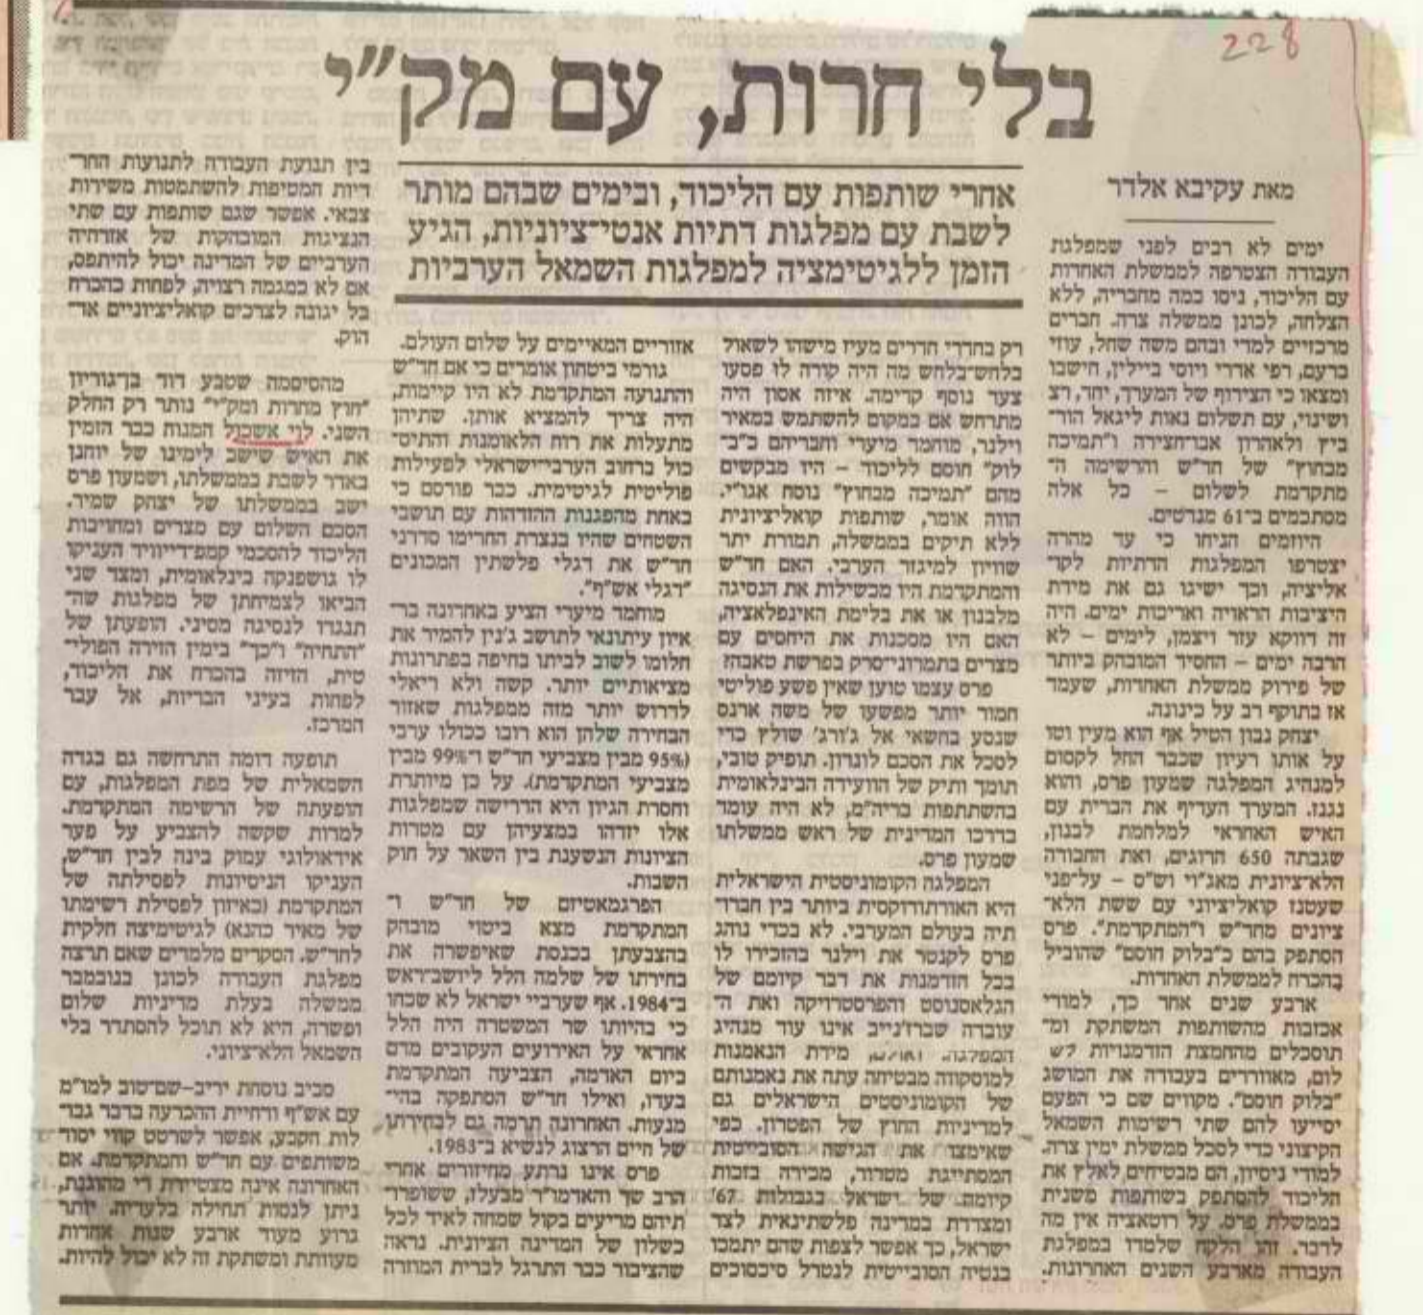 228
בלי חרות, עם מק״י
אחרי שותפות עם הליכוד, ובימים שבהם מותר
לשבת עם מפלגות דתיות אנטי־ציוניות, הגיע
הזמן ללגיטימציה למפלגות השמאל הערביות
מאת עקיבא אלדר
ימים לא רבים לפני שמפלגת
העבודה הצטרפה לממשלת האחדות
עם הליכוד, ניסו כמה מחבריה, ללא
הצלחה, לכונן ממשלה צרה. חברים
מרכזיים למדי ובהם משה שחל, עוזי
ברעם, רפי אדרי ויוסי ביילין, חישבו
ומצאו כי הצירוף של המערך, יחד, רצ
ושינוי, עם תשלום נאות ליגאל הור־
ביץ ולאהרון אבו־חצירה ו״תמיכה
מבחוץ״ של חד״ש והרשימה ה־
מתקדמת לשלום – כל אלה
מסתכמים ב־61 מנדטים.
היוזמים הניחו כי עד מהרה
יצטרפו המפלגות הדתיות לקו־
אליציה, וכך ישיגו גם את מידת
היציבות הראויה ואריכות ימים. היה
זה דווקא עזר ויצמן, לימים – לא
הרבה ימים – החסיד המובהק ביותר
של פירוק ממשלת האחדות, שעמד
אז בתוקף רב על כינונה.
יצחק נבון הטיל אף הוא מעין וטו
על אותו רעיון שכבר החל לקסום
למנהיג המפלגה שמעון פרס, והוא
נגנז. המערך העדיף את הברית עם
האיש האחראי למלחמת לבנון,
שגבתה 650 הרוגים, ואת החבורה
הלא־ציונית מאג״י וש״ס – על־פני
שעטנז קואליציוני עם ששת הלא־
ציונים מחד״ש ו״המתקדמת״. פרס
הסתפק בהם כ״בלוק חוסם״ שהוביל
בהכרח לממשלת האחדות.
ארבע שנים אחר כך, למודי
אכזבות מהשותפות המשתקת ומ־
תוסכלים מהחמצת הזדמנויות לש
לום, מאווררים בעבודה את המושג
״בלוק חוסם״. מקווים שם כי הפעם
יסייעו להם שתי רשימות השמאל
הקיצוני כדי לסכל ממשלת ימין צרה.
למודי ניסיון, הם מבטיחים לאלץ את
הליכוד להסתפק בשותפות משנית
בממשלת פרס. על רוטאציה אין מה
לדבר. זהו הלקח שלמדו במפלגת
העבודה מארבע השנים האחרונות.
רק בחדרי חדרים מעיז מישהו לשאול
בלחש־בלחש מה היה קורה לו פסעו
צעד נוסף קדימה. איזה אסון היה
מתרחש אם במקום להשתמש במאיר
וילנר, מוחמד מיערי וחבריהם כ״ב־
לוק״ חוסם לליכוד – היו מבקשים
מהם ״תמיכה מבחוץ״ נוסח אגו״י.
הווה אומר, שותפות קואליציונית
ללא תיקים בממשלה, תמורת יתר
שוויון למיגזר הערבי. האם חד״ש
והמתקדמת היו מכשילות את הנסיגה
מלבנון או את בלימת האינפלאציה,
האם היו מסכנות את היחסים עם
מצרים בתמרוני־סרק בפרשת טאבה?
פרס עצמו טוען שאין פשע פוליטי
חמור יותר מפשעו של משה ארנס
שנסע בחשאי אל ג׳ורג׳ שולץ כדי
לסכל את הסכם לונדון. תופיק טובי,
תומך ותיק של הוועידה הבינלאומית
בהשתתפות בריה״מ, לא היה עומד
בדרכו המדינית של ראש ממשלתו
שמעון פרס.
המפלגה הקומוניסטית הישראלית
היא האורתודוקסית ביותר בין חברו־
תיה בעולם המערבי. לא בכדי נוהג
פרס לקנטר את וילנר בהזכירו לו
בכל הזדמנות את דבר קיומם של
הגלאסנוסט והפרסטרויקה ואת ה־
עובדה שברז׳נייב אינו עוד מנהיג
המפלגה. ואולם, מידת הנאמנות
למוסקווה מבטיחה עתה את נאמנותם
של הקומוניסטים הישראלים גם
למדיניות החוץ של הפטרון. כפי
שאימצו את הגישה הסובייטית
המסתייגת מטרור, מכירה בזכות
קיומה של ישראל בגבולות 67׳
ומצדדת במדינה פלשתינאית לצד
ישראל, כך אפשר לצפות שהם יתמכו
בנטיה הסובייטית לנטרל סיכסוכים
אזוריים המאיימים על שלום העולם.
גורמי ביטחון אומרים כי אם חד״ש
והתנועה המתקדמת לא היו קיימות,
היה צריך להמציא אותן. שתיהן
מתעלות את רוח הלאומנות והתיס־
כול ברחוב הערבי־ישראלי לפעילות
פוליטית לגיטימית. כבר פורסם כי
באחת מהפגנות ההזדהות עם תושבי
השטחים שהיו בנצרת החרימו סדרני
חד״ש את דגלי פלשתין המכונים
״דגלי אש״ף״.
מוחמד מיערי הציע באחרונה בר־
איון עיתונאי לתושב ג׳נין להמיר את
חלומו לשוב לביתו בחיפה בפתרונות
מציאותיים יותר. קשה ולא ריאלי
לדרוש יותר מזה ממפלגות שאזור
הבחירה שלהן הוא רובו ככולו ערבי
(95% מבין מצביעי חד״ש ו־99% מבין
מצביעי המתקדמת). על כן מיותרת
וחסרת הגיון היא הדרישה שמפלגות
אלו יזדהו במצעיהן עם מטרות
הציונות הנשענת בין השאר על חוק
השבות.
הפרגמאטיזם של חד״ש ו־
המתקדמת מצא ביטוי מובהק
בהצבעתן בכנסת שאיפשרה את
בחירתו של שלמה הלל ליושב־ראש
ב־1984. אף שערביי ישראל לא שכחו
כי בהיותו שר המשטרה היה הלל
אחראי על האירועים העקובים מדם
ביום האדמה, הצביעה המתקדמת
בעדו, ואילו חד״ש הסתפקה בהי־
מנעות. האחרונה תרמה גם לבחירתו
של חיים הרצוג לנשיא ב־1983.
פרס אינו נרתע מחיזורים אחרי
הרב שך והאדמו״ר מבעלז, ששופרו־
תיהם מריעים בקול שמחה לאיד לכל
כשלון של המדינה הציונית. נראה
שהציבור כבר התרגל לברית המוזרה
בין תנועת העבודה לתנועות החר־
דיות המטיפות להשתמטות משירות
צבאי. אפשר שגם שותפות עם שתי
הנציגות המובהקות של אזרחיה
הערביים של המדינה יכול להיתפס,
אם לא כמגמה רצויה, לפחות כהכרח
בל יגונה לצרכים קואליציוניים אד־
הוק.
מהסיסמה שטבע דוד בן־גוריון
״חוץ מחרות ומק״י״ נותר רק החלק
השני. לוי אשכול המנוח כבר הזמין
את האיש שישב לימינו של יוחנן
באדר לשבת בממשלתו, ושמעון פרס
ישב בממשלתו של יצחק שמיר.
הסכם השלום עם מצרים ומחויבות
הליכוד להסכמי קמפ־דייוויד העניקו
לו גושפנקה בינלאומית, ומצד שני
הביאו לצמיחתן של מפלגות שה־
תנגדו לנסיגה מסיני. הופעתן של
״התחיה״ ו״כך״ בימין הזירה הפולי־
טית, הזיזה בהכרח את הליכוד,
לפחות בעיני הבריות, אל עבר
המרכז.
תופעה דומה התרחשה גם בגדה
השמאלית של מפת המפלגות, עם
הופעתה של הרשימה המתקדמת.
למרות שקשה להצביע על פער
אידאולוגי עמוק בינה לבין חד״ש,
העניקו הניסיונות לפסילתה של
המתקדמת (כאיזון לפסילת רשימתו
של מאיר כהנא) לגיטימיצה חלקית
לחד״ש. הסקרים מלמדים שאם תרצה
מפלגת העבודה לכונן בנובמבר
ממשלה בעלת מדיניות שלום
ופשרה, היא לא תוכל להסתדר בלי
השמאל הלא־ציוני.
סביב נוסחת יריב–שם־טוב למו״מ
עם אש״ף ודחיית ההכרעה בדבר גבו־
לות הקבע, אפשר לשרטט קווי יסוד
משותפים עם חד״ש והמתקדמת. אם
האחרונה אינה מצטיירת די מהוגנת,
ניתן לנסות תחילה בלעדיה. יותר
גרוע מעוד ארבע שנות אחדות
מעוותת ומשתקת זה לא יכול להיות.